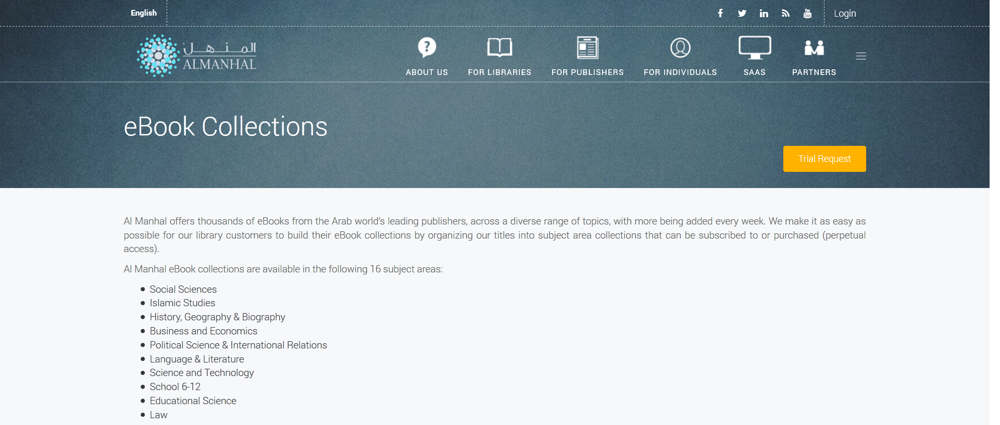 English
Login
المنهل
ALMANHAL
ABOUT US
FOR LIBRARIES
FOR PUBLISHERS
FOR INDIVIDUALS
SAAS
PARTNERS
eBook Collections
Trial Request
Al Manhal offers thousands of eBooks from the Arab world’s leading publishers, across a diverse range of topics, with more being added every week. We make it as easy as
possible for our library customers to build their eBook collections by organizing our titles into subject area collections that can be subscribed to or purchased (perpetual
access).
Al Manhal eBook collections are available in the following 16 subject areas:
Social Sciences
Islamic Studies
History, Geography & Biography
Business and Economics
Political Science & International Relations
Language & Literature
Science and Technology
School 6-12
Educational Science
Law